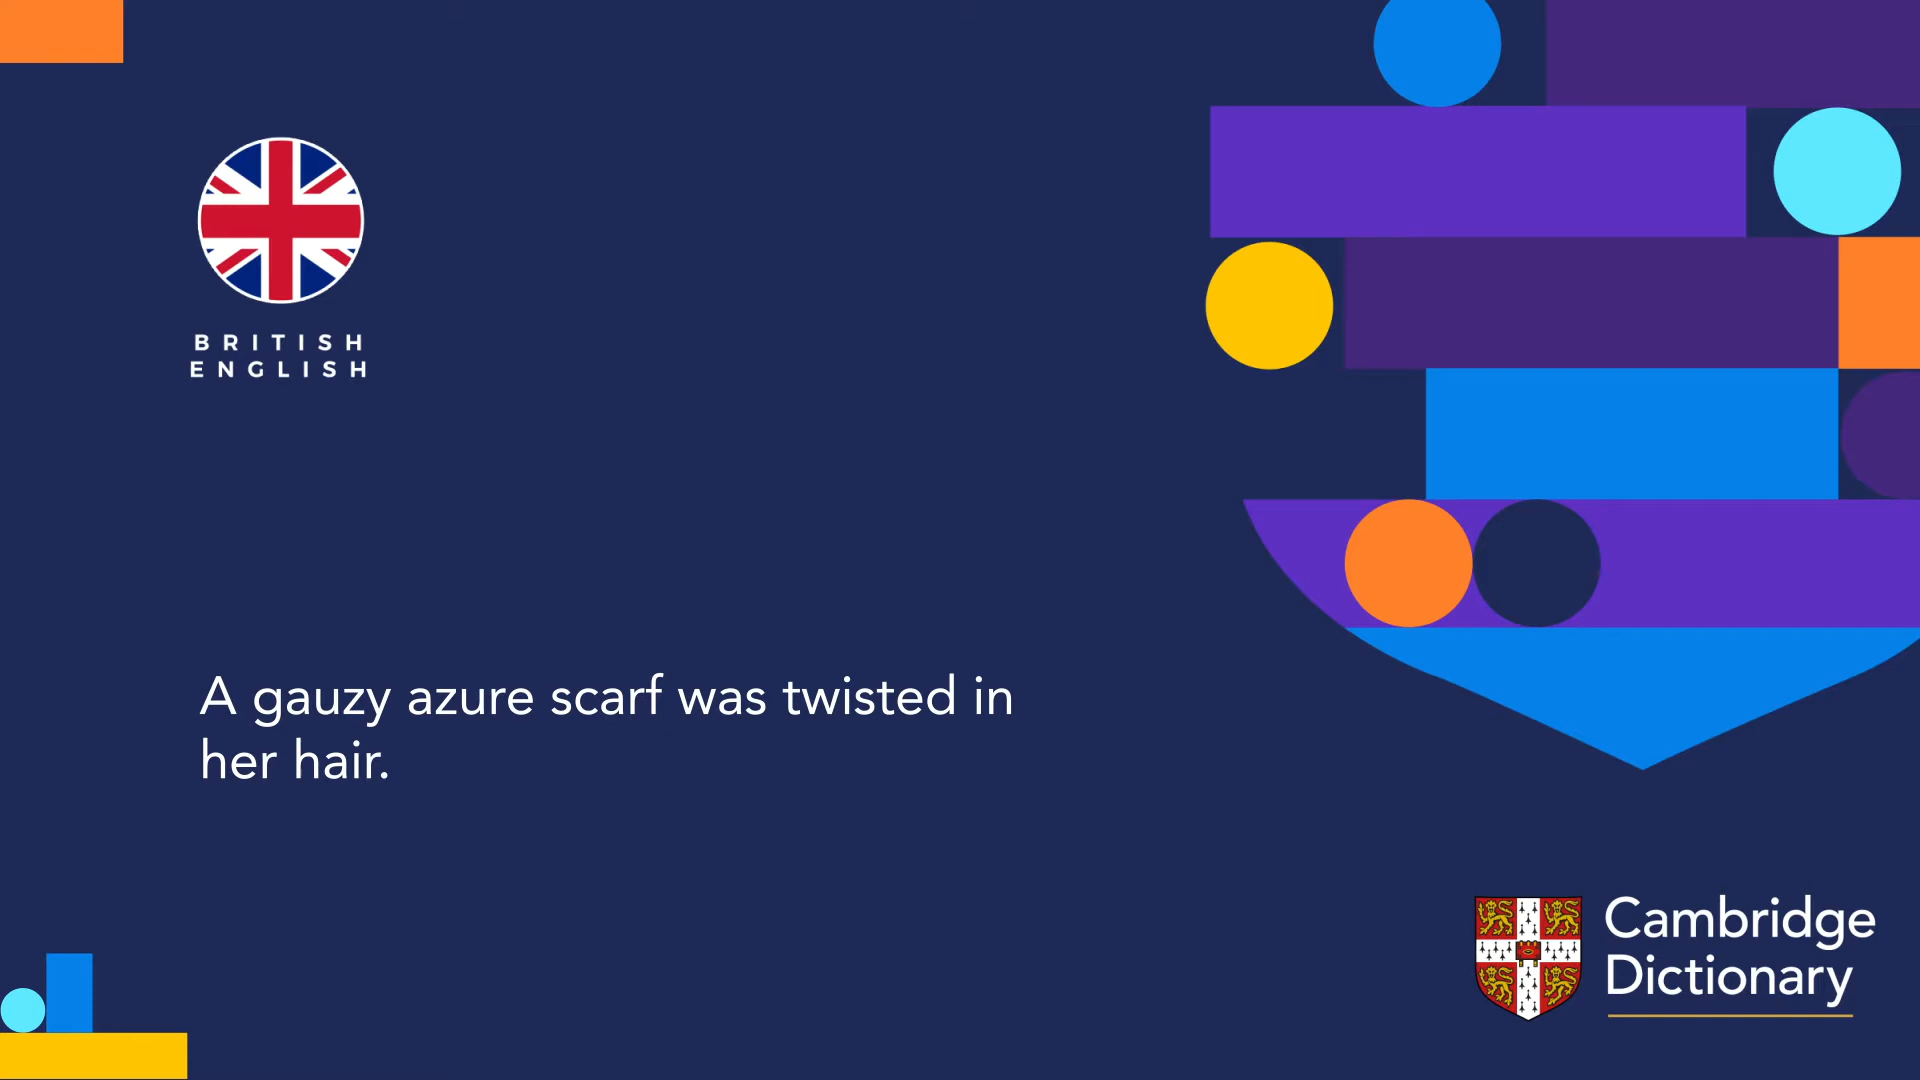 BRITISH
ENGLISH
A gauzy azure scarf was twisted in
her hair.
Cambridge
Dictionary